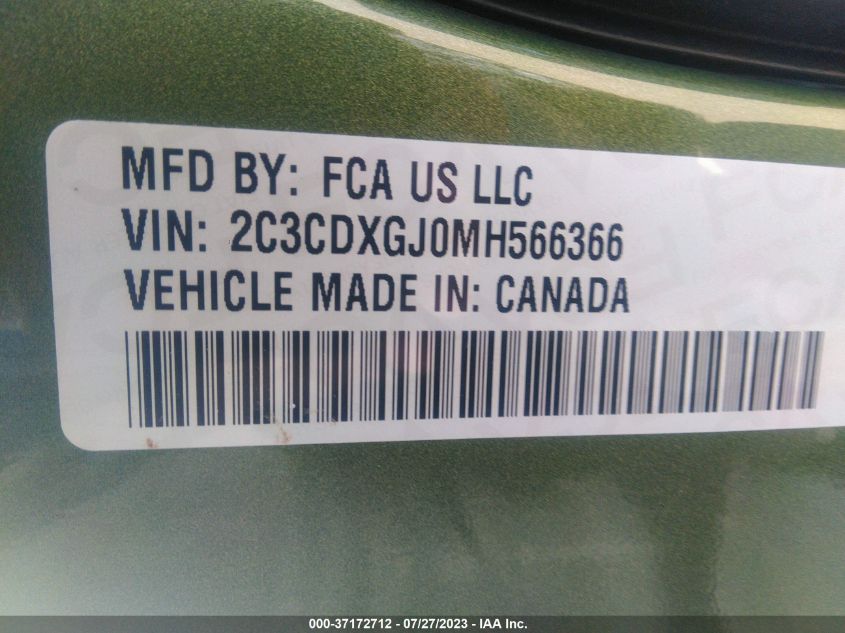 MFD BY: FCA US LLC
VIN: 2C3CDXGJ0MH566366
VEHICLE MADE IN: CANADA
000-37172712 - 07/27/2023 - IAA Inc.